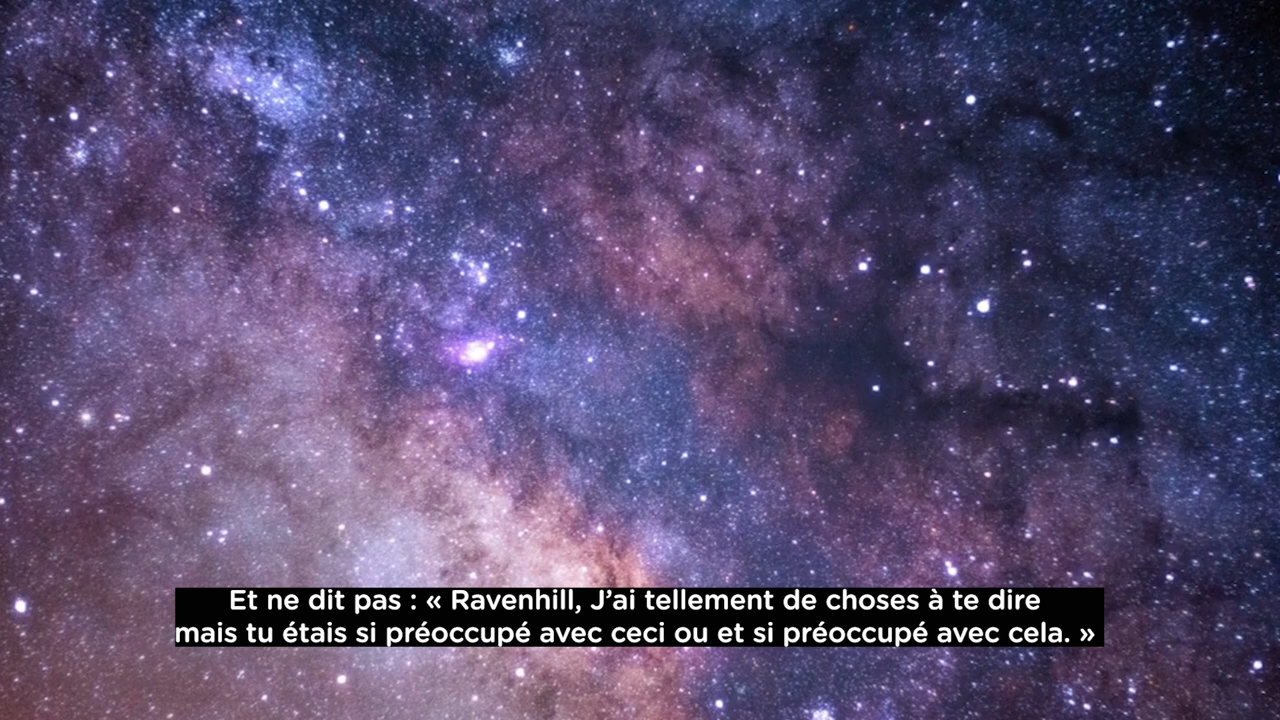 Et ne dit pas : « Ravenhill, J’ai tellement de choses à te dire
mais tu étais si préoccupé avec ceci ou et si préoccupé avec cela. »